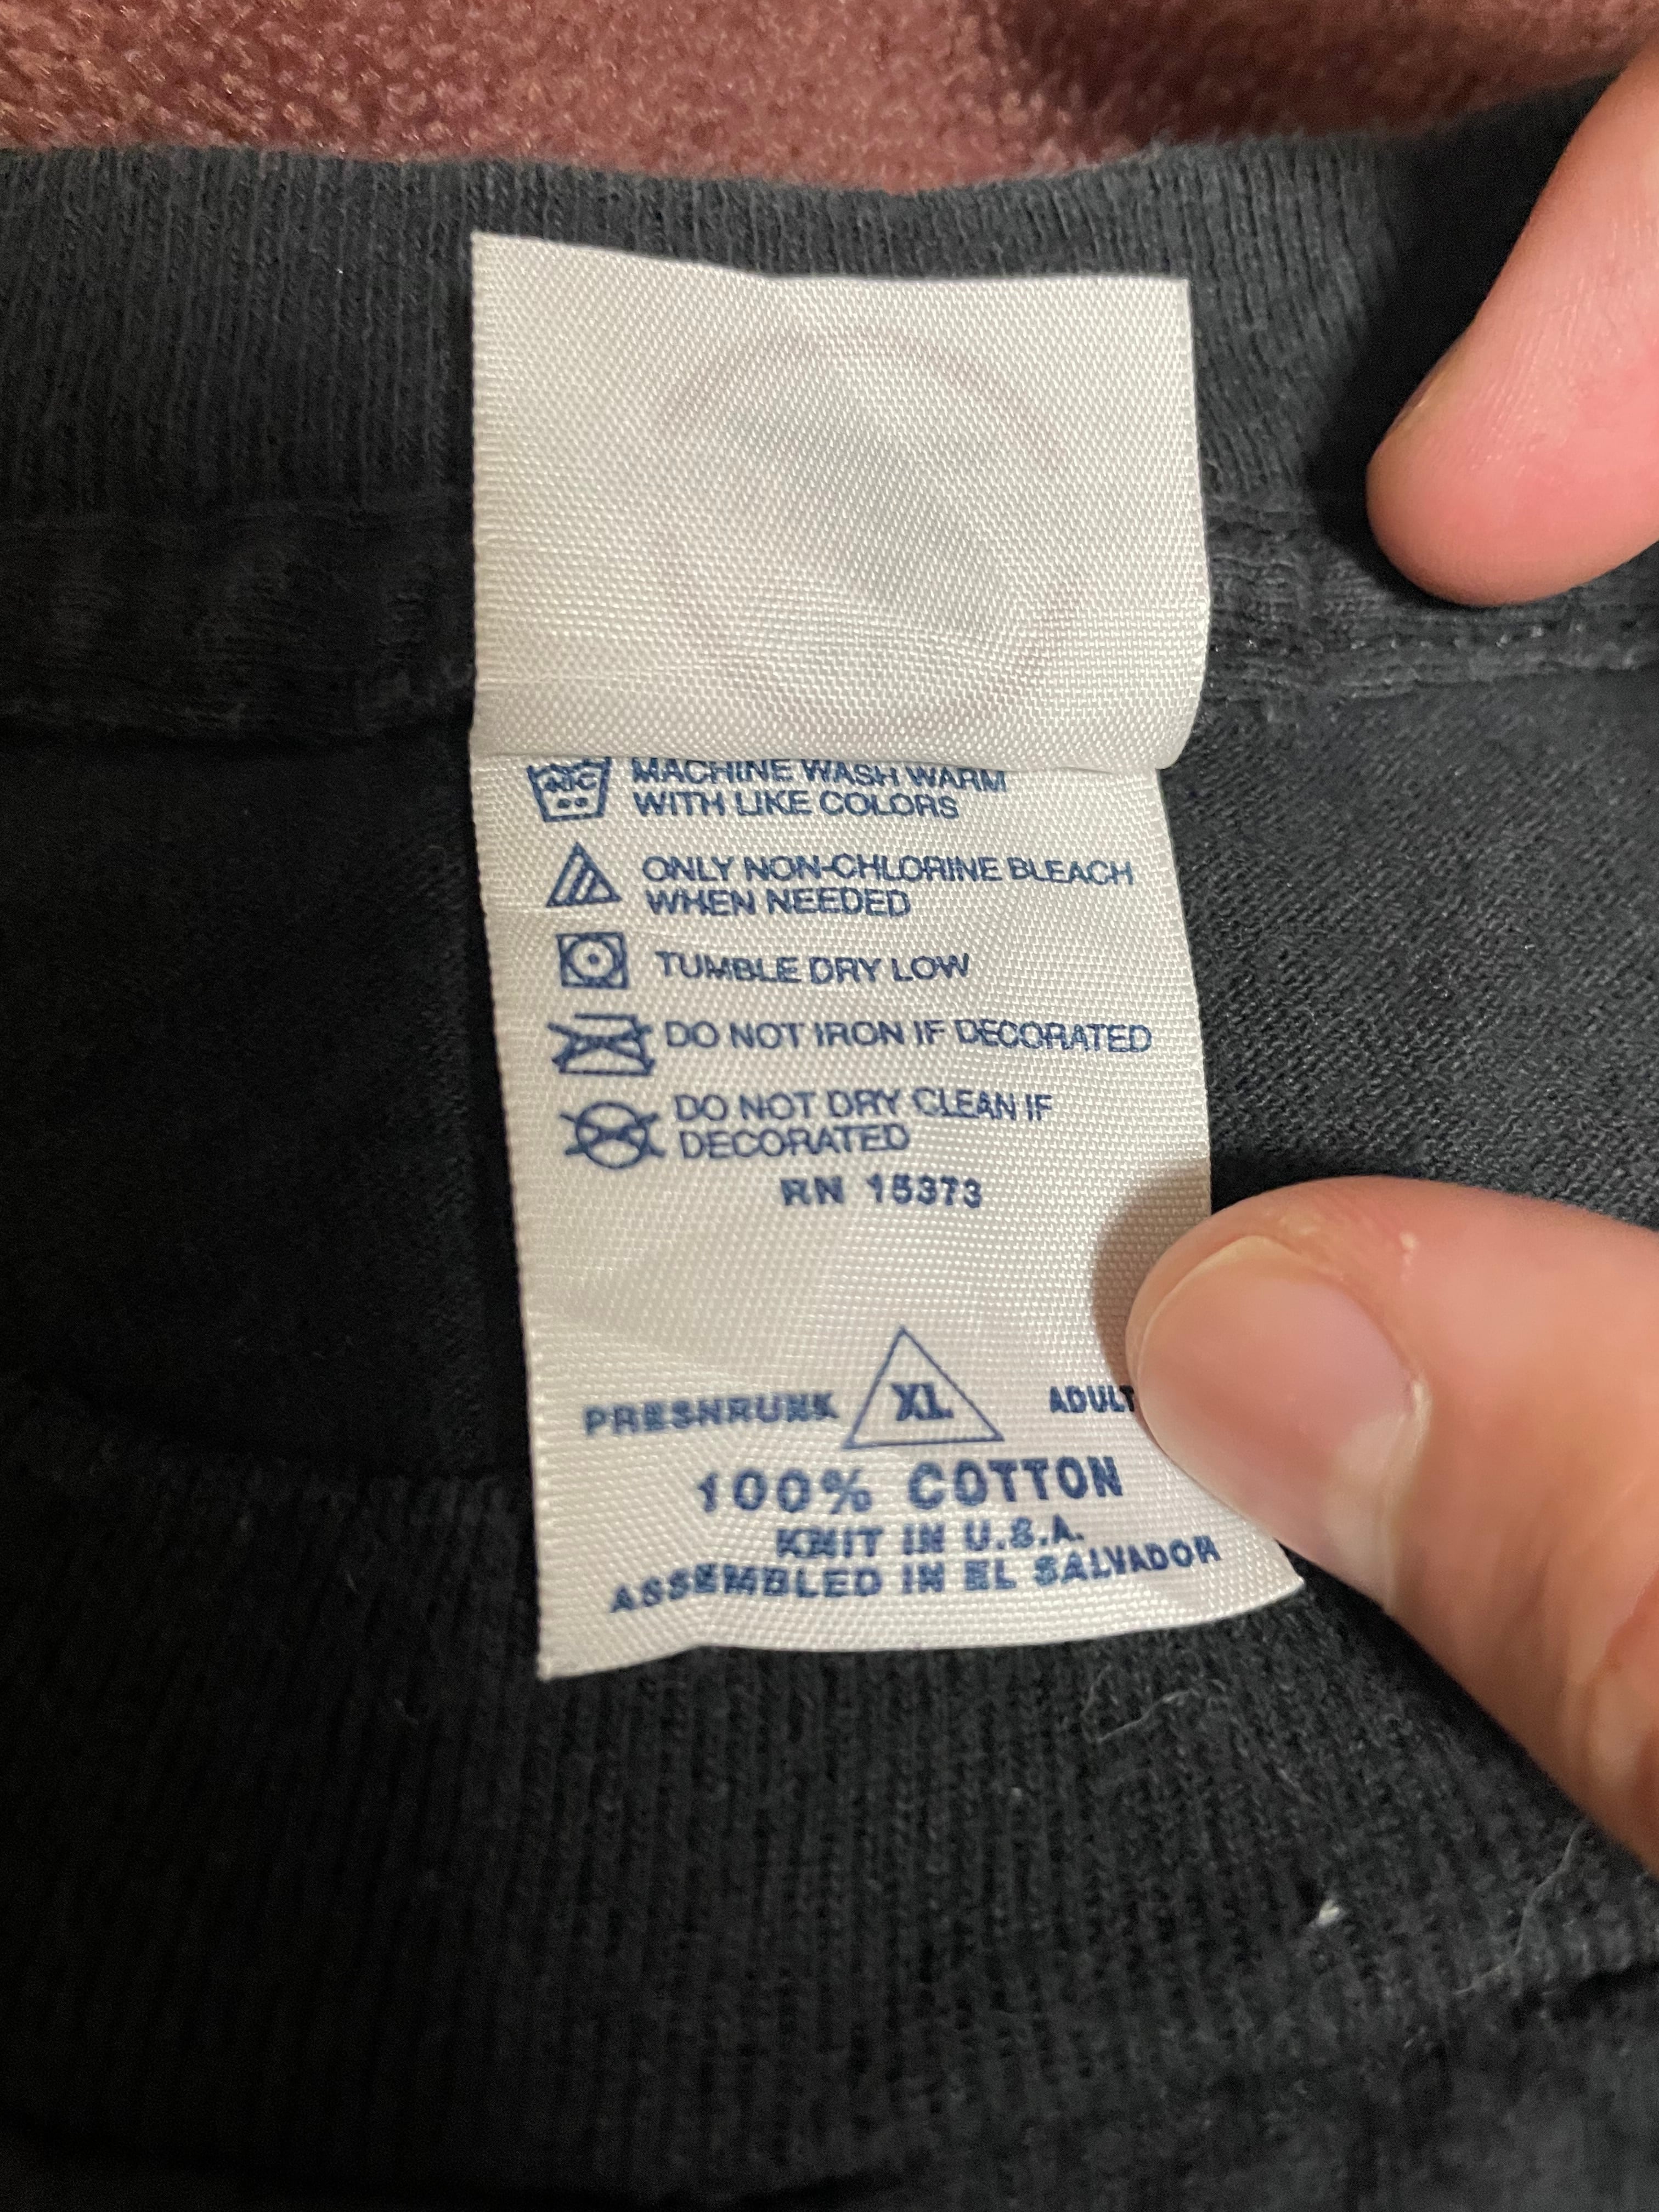 MACHINE WASH WARM
WITH LIKE COLORS
ONLY NON-CHLORINE BLEACH
WHEN NEEDED
TUMBLE DRY LOW
DO NOT IRON IF DECORATED
DO NOT DRY CLEAN IF
DECORATED
RN 15373
PRESHRUNK XL ADULT
100% COTTON
KNIT IN U.S.A.
ASSEMBLED IN EL SALVADOR